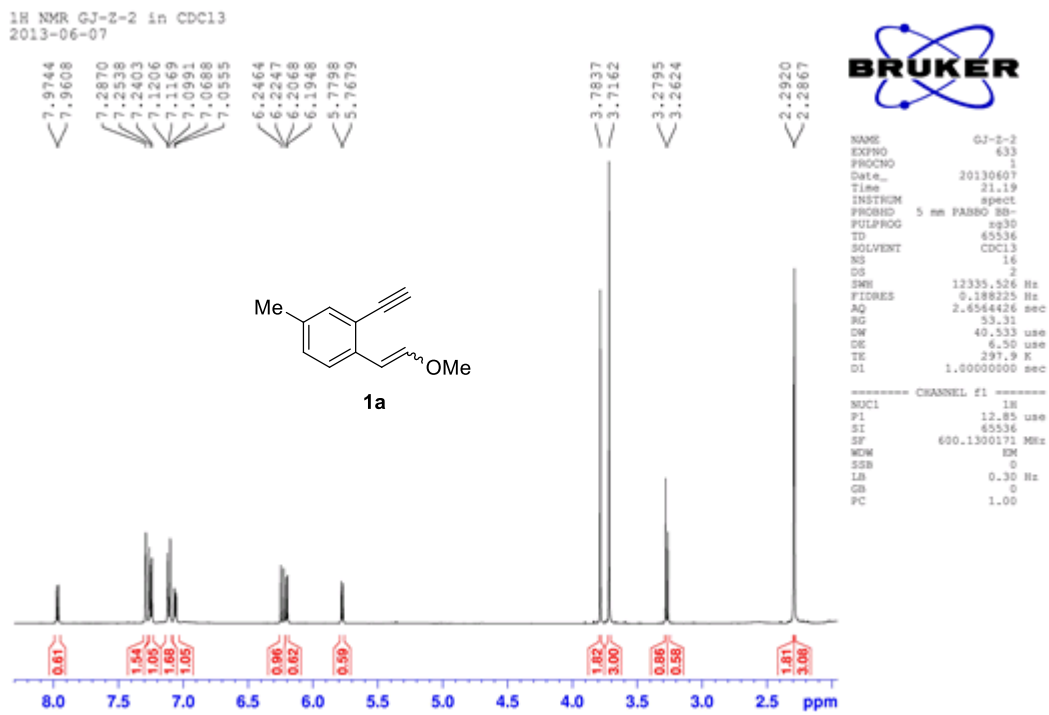 1H NMR GJ-Z-2 in CDCl3
2013-06-07
7.9744
7.9608
7.2870
7.2538
7.2403
7.1206
7.1169
7.0991
7.0688
7.0555
6.2464
6.2247
6.2068
6.1948
5.7798
5.7679
3.7837
3.7162
3.2795
3.2624
2.2920
2.2867
BRUKER
NAME GJ-Z-2
EXPNO 633
PROCNO 1
Date_ 20130607
Time 21.19
INSTRUM spect
PROBHD 5 mm PABBO BB-
PULPROG zg30
TD 65536
SOLVENT CDCl3
NS 16
DS 2
SWH 12335.526 Hz
FIDRES 0.188225 Hz
AQ 2.6564426 sec
RG 53.31
DW 40.533 use
DE 6.50 use
TE 297.9 K
D1 1.00000000 sec
======== CHANNEL f1 ========
NUC1 1H
P1 12.85 use
SI 65536
SF 600.1300171 MHz
WDW EM
SSB 0
LB 0.30 Hz
GB 0
PC 1.00
Me
OMe
1a
0.61
1.54
1.05
1.68
1.05
0.96
0.62
0.59
1.82
3.00
0.86
0.58
1.81
3.08
8.0 7.5 7.0 6.5 6.0 5.5 5.0 4.5 4.0 3.5 3.0 2.5 ppm